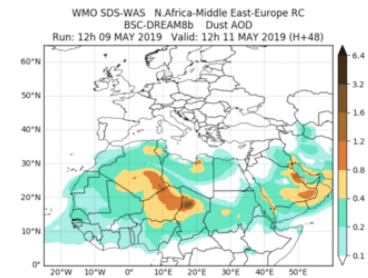 WMO SDS-WAS N.Africa-Middle East-Europe RC
BSC-DREAM8b Dust AOD
Run: 12h 09 MAY 2019 Valid: 12h 11 MAY 2019 (H+48)
60°N
50°N
40°N
30°N
20°N
10°N
0°
20°W 10°W 0° 10°E 20°E 30°E 40°E 50°E
6.4
3.2
1.6
1.2
0.8
0.4
0.2
0.1